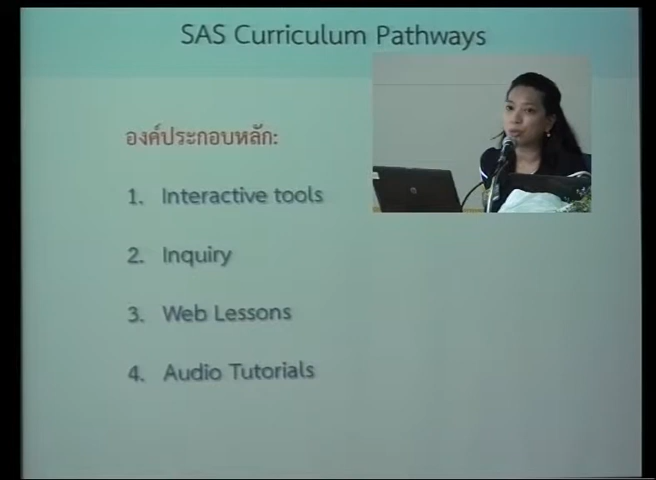 SAS Curriculum Pathways
องค์ประกอบหลัก:
1. Interactive tools
2. Inquiry
3. Web Lessons
4. Audio Tutorials